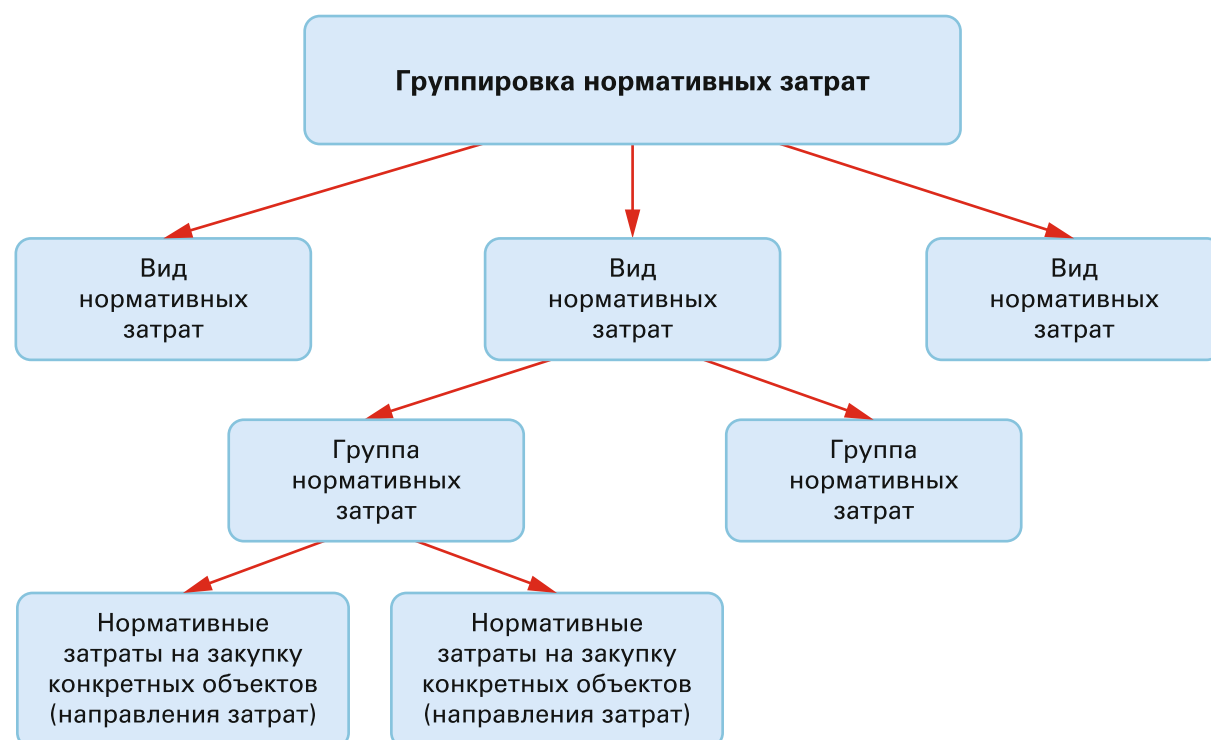 Группировка нормативных затрат
Вид
нормативных
затрат
Вид
нормативных
затрат
Вид
нормативных
затрат
Группа
нормативных
затрат
Группа
нормативных
затрат
Нормативные
затраты на закупку
конкретных объектов
(направления затрат)
Нормативные
затраты на закупку
конкретных объектов
(направления затрат)